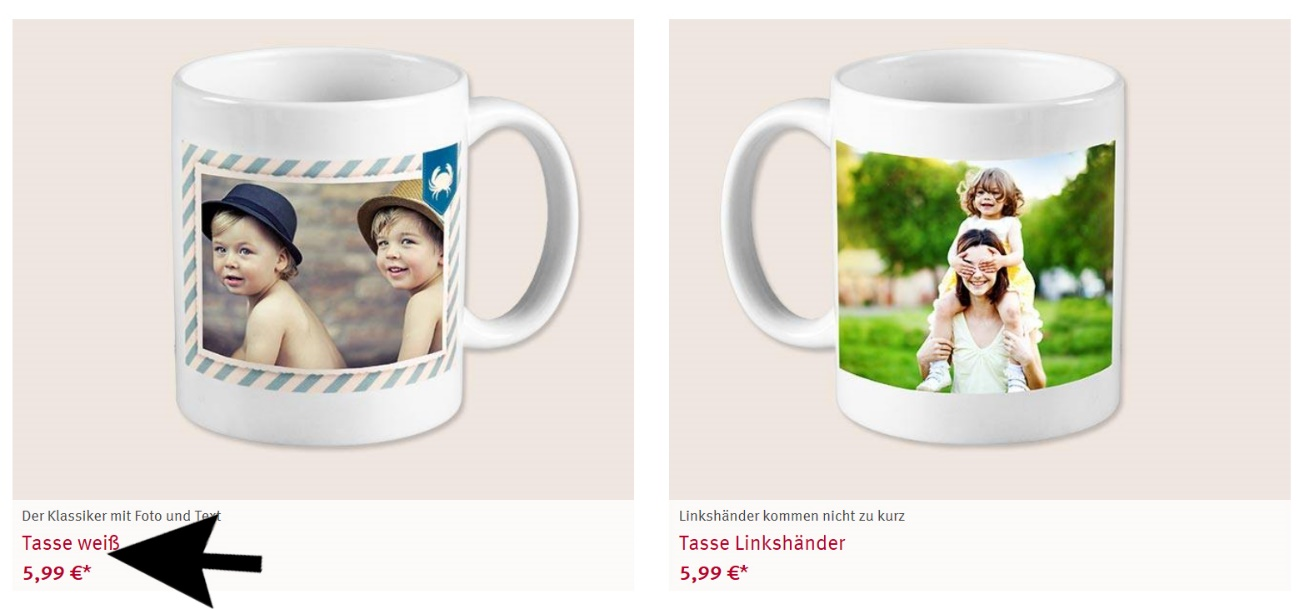 Der Klassiker mit Foto und Text
Tasse weiß
5,99 €*
Linkshänder kommen nicht zu kurz
Tasse Linkshänder
5,99 €*